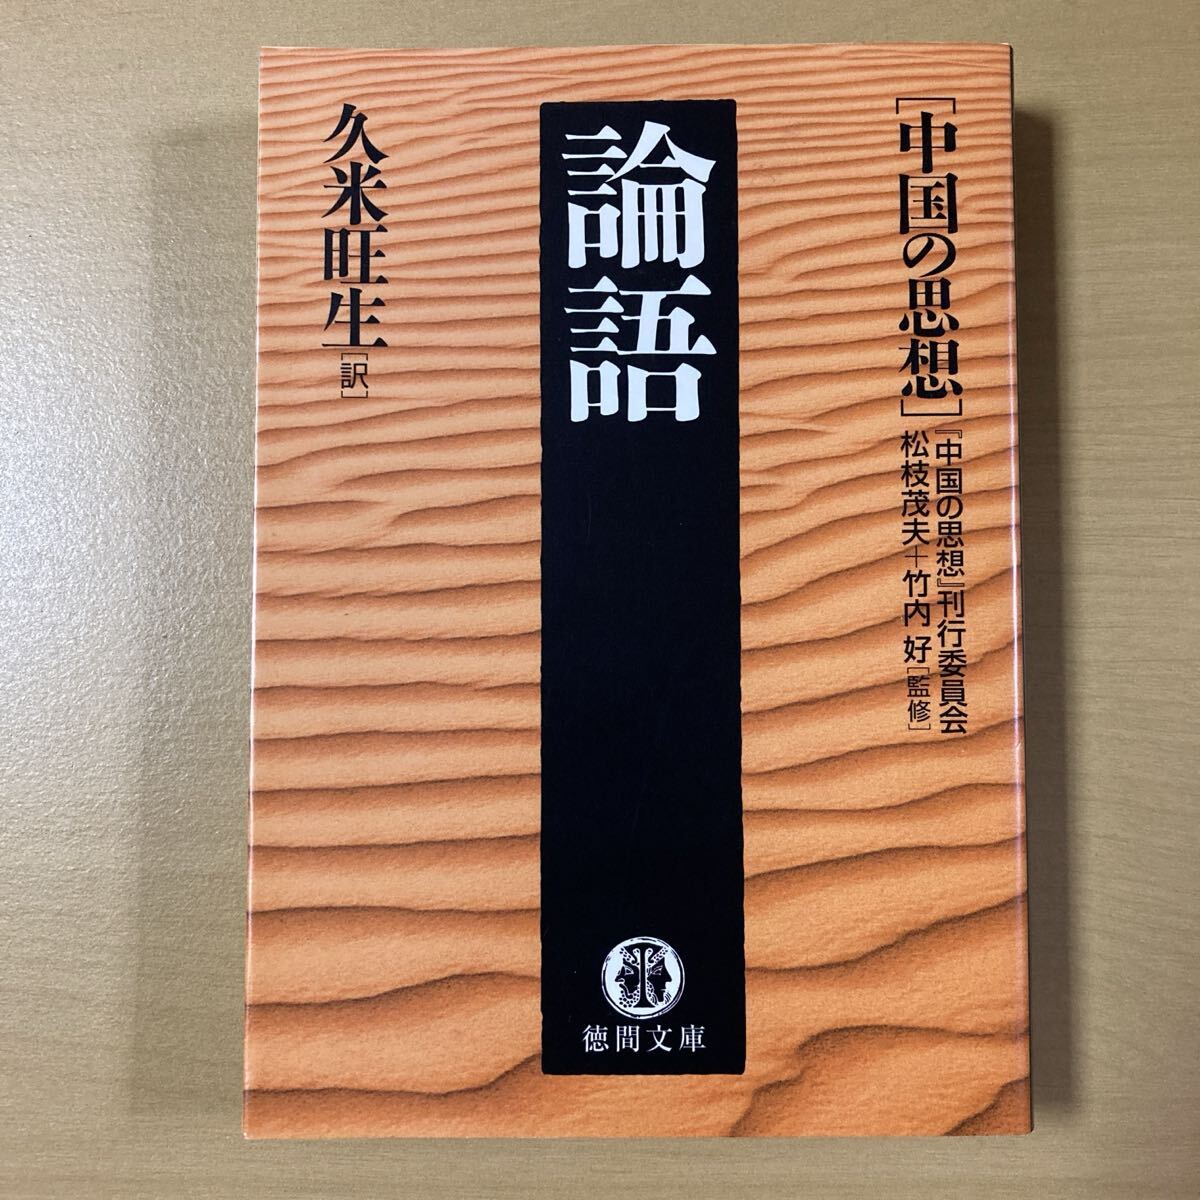 [中国の思想]
『中国の思想』刊行委員会
松枝茂夫+竹内 好[監修]
論語
久米旺生[訳]
徳間文庫